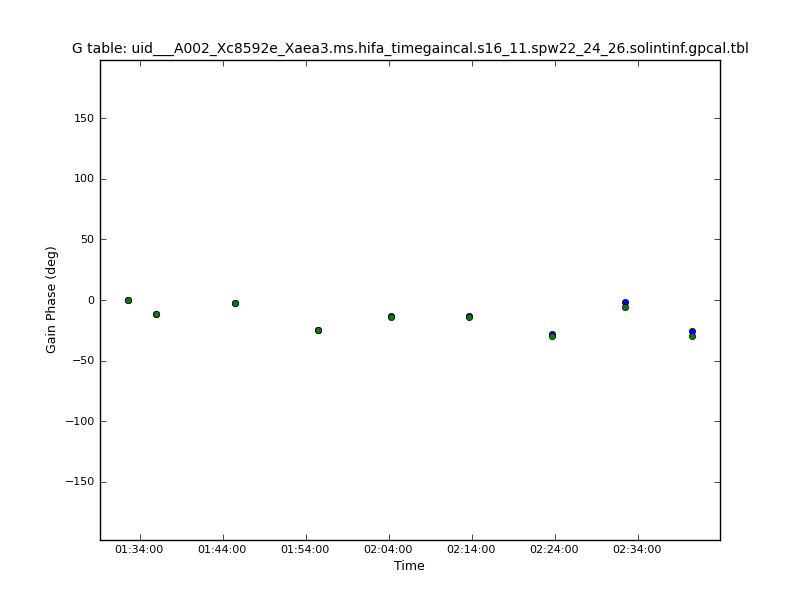 G table: uid___A002_Xc8592e_Xaea3.ms.hifa_timegaincal.s16_11.spw22_24_26.solintinf.gpcal.tbl
150
100
50
0
−50
−100
−150
Gain Phase (deg)
01:34:00 01:44:00 01:54:00 02:04:00 02:14:00 02:24:00 02:34:00
Time